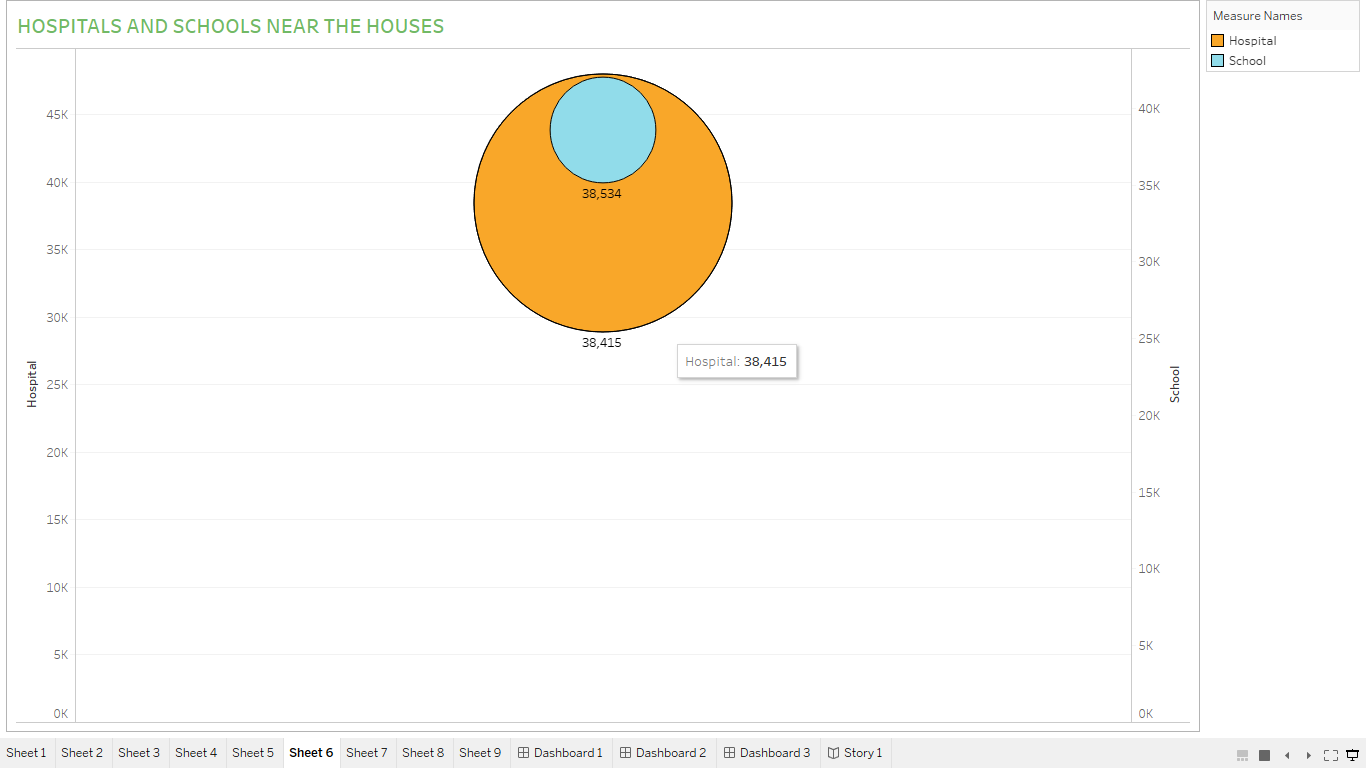 HOSPITALS AND SCHOOLS NEAR THE HOUSES
Measure Names
Hospital
School
45K
40K
35K
30K
25K
20K
15K
10K
5K
0K
Hospital
38,534
38,415
Hospital: 38,415
40K
35K
30K
25K
20K
15K
10K
5K
0K
School
Sheet 1 Sheet 2 Sheet 3 Sheet 4 Sheet 5 Sheet 6 Sheet 7 Sheet 8 Sheet 9 Dashboard 1 Dashboard 2 Dashboard 3 Story 1